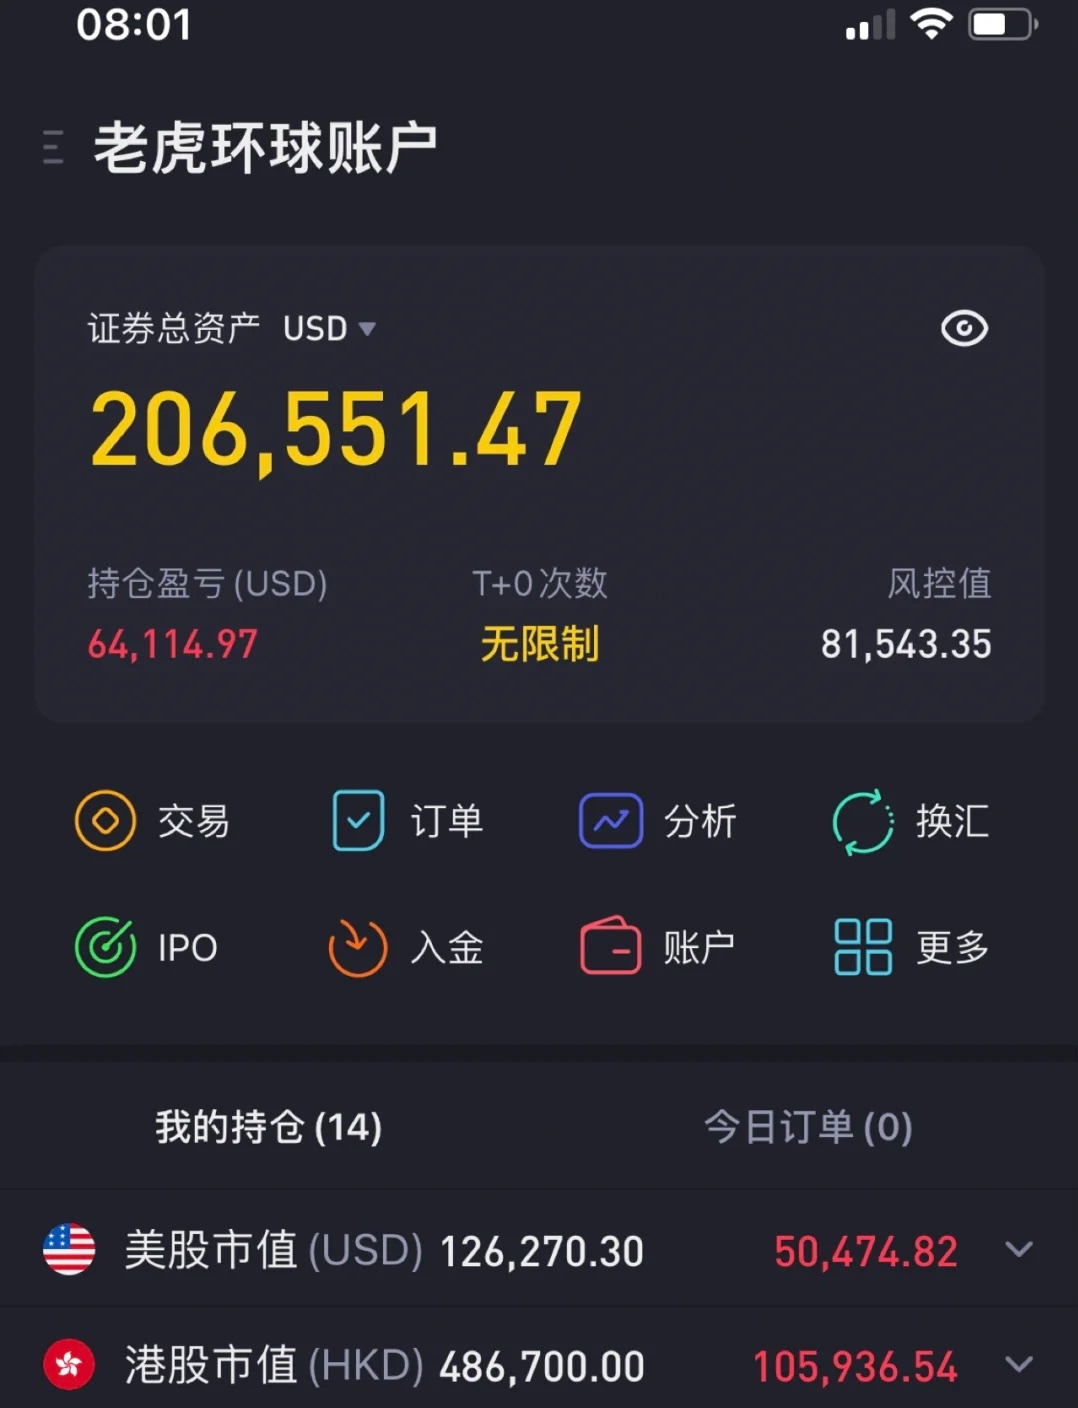 08:01
老虎环球账户
证券总资产 USD
206,551.47
持仓盈亏(USD) T+0次数 风控值
64,114.97 无限制 81,543.35
交易 订单 分析 换汇
IPO 入金 账户 更多
我的持仓(14) 今日订单(0)
美股市值(USD) 126,270.30 50,474.82
港股市值(HKD) 486,700.00 105,936.54